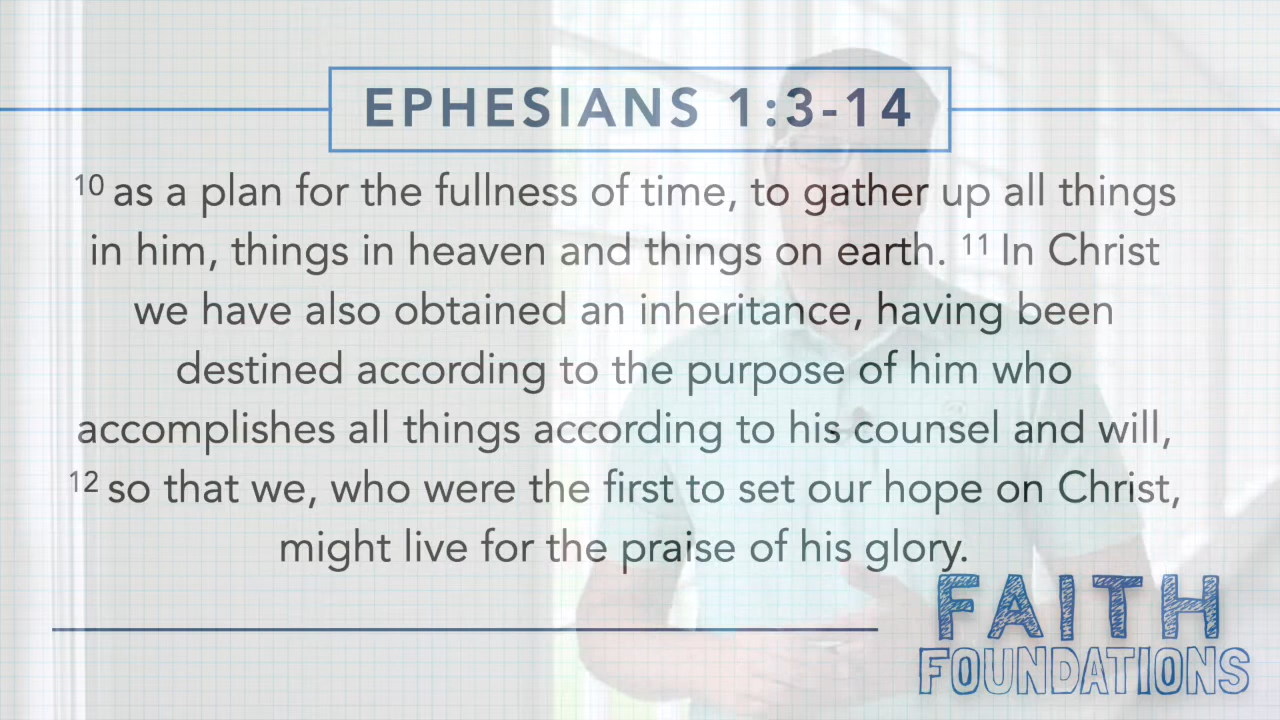 EPHESIANS 1:3-14
10 as a plan for the fullness of time, to gather up all things
in him, things in heaven and things on earth. 11 In Christ
we have also obtained an inheritance, having been
destined according to the purpose of him who
accomplishes all things according to his counsel and will,
12 so that we, who were the first to set our hope on Christ,
might live for the praise of his glory.
FAITH
FOUNDATIONS